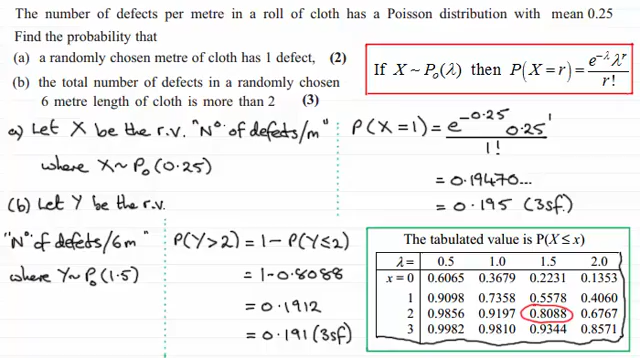 The number of defects per metre in a roll of cloth has a Poisson distribution with mean 0.25
Find the probability that
(a) a randomly chosen metre of cloth has 1 defect, (2)
(b) the total number of defects in a randomly chosen
6 metre length of cloth is more than 2 (3)
If X ~ Po(λ) then P(X = r) = e^{-λ} λ^r / r!
a) Let X be the r.v. "Nº of defects/m"
where X~ Po(0.25)
P(X=1) = e^{-0.25} 0.25^1 / 1!
= 0.19470...
= 0.195 (3sf.)
(b) Let Y be the r.v.
"Nº of defects/6m"
where Y~ Po(1.5)
P(Y>2) = 1 - P(Y≤2)
= 1-0.8088
= 0.1912
= 0.191 (3sf)
The tabulated value is P(X ≤ x)
λ = 0.5 1.0 1.5 2.0
x = 0 0.6065 0.3679 0.2231 0.1353
1 0.9098 0.7358 0.5578 0.4060
2 0.9856 0.9197 0.8088 0.6767
3 0.9982 0.9810 0.9344 0.8571